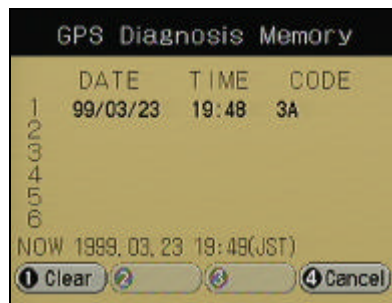 GPS Diagnosis Memory
DATE TIME CODE
1 99/03/23 19:48 3A
2
3
4
5
6
NOW 1999.03.23 19:49(JST)
1 Clear 2 3 4 Cancel